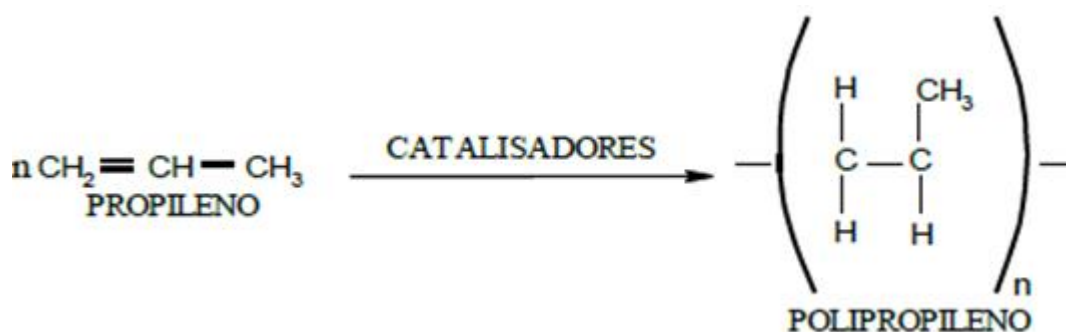 n CH₂=CH-CH₃
PROPILENO
CATALISADORES
H CH₃
C C
H H
n
POLIPROPILENO